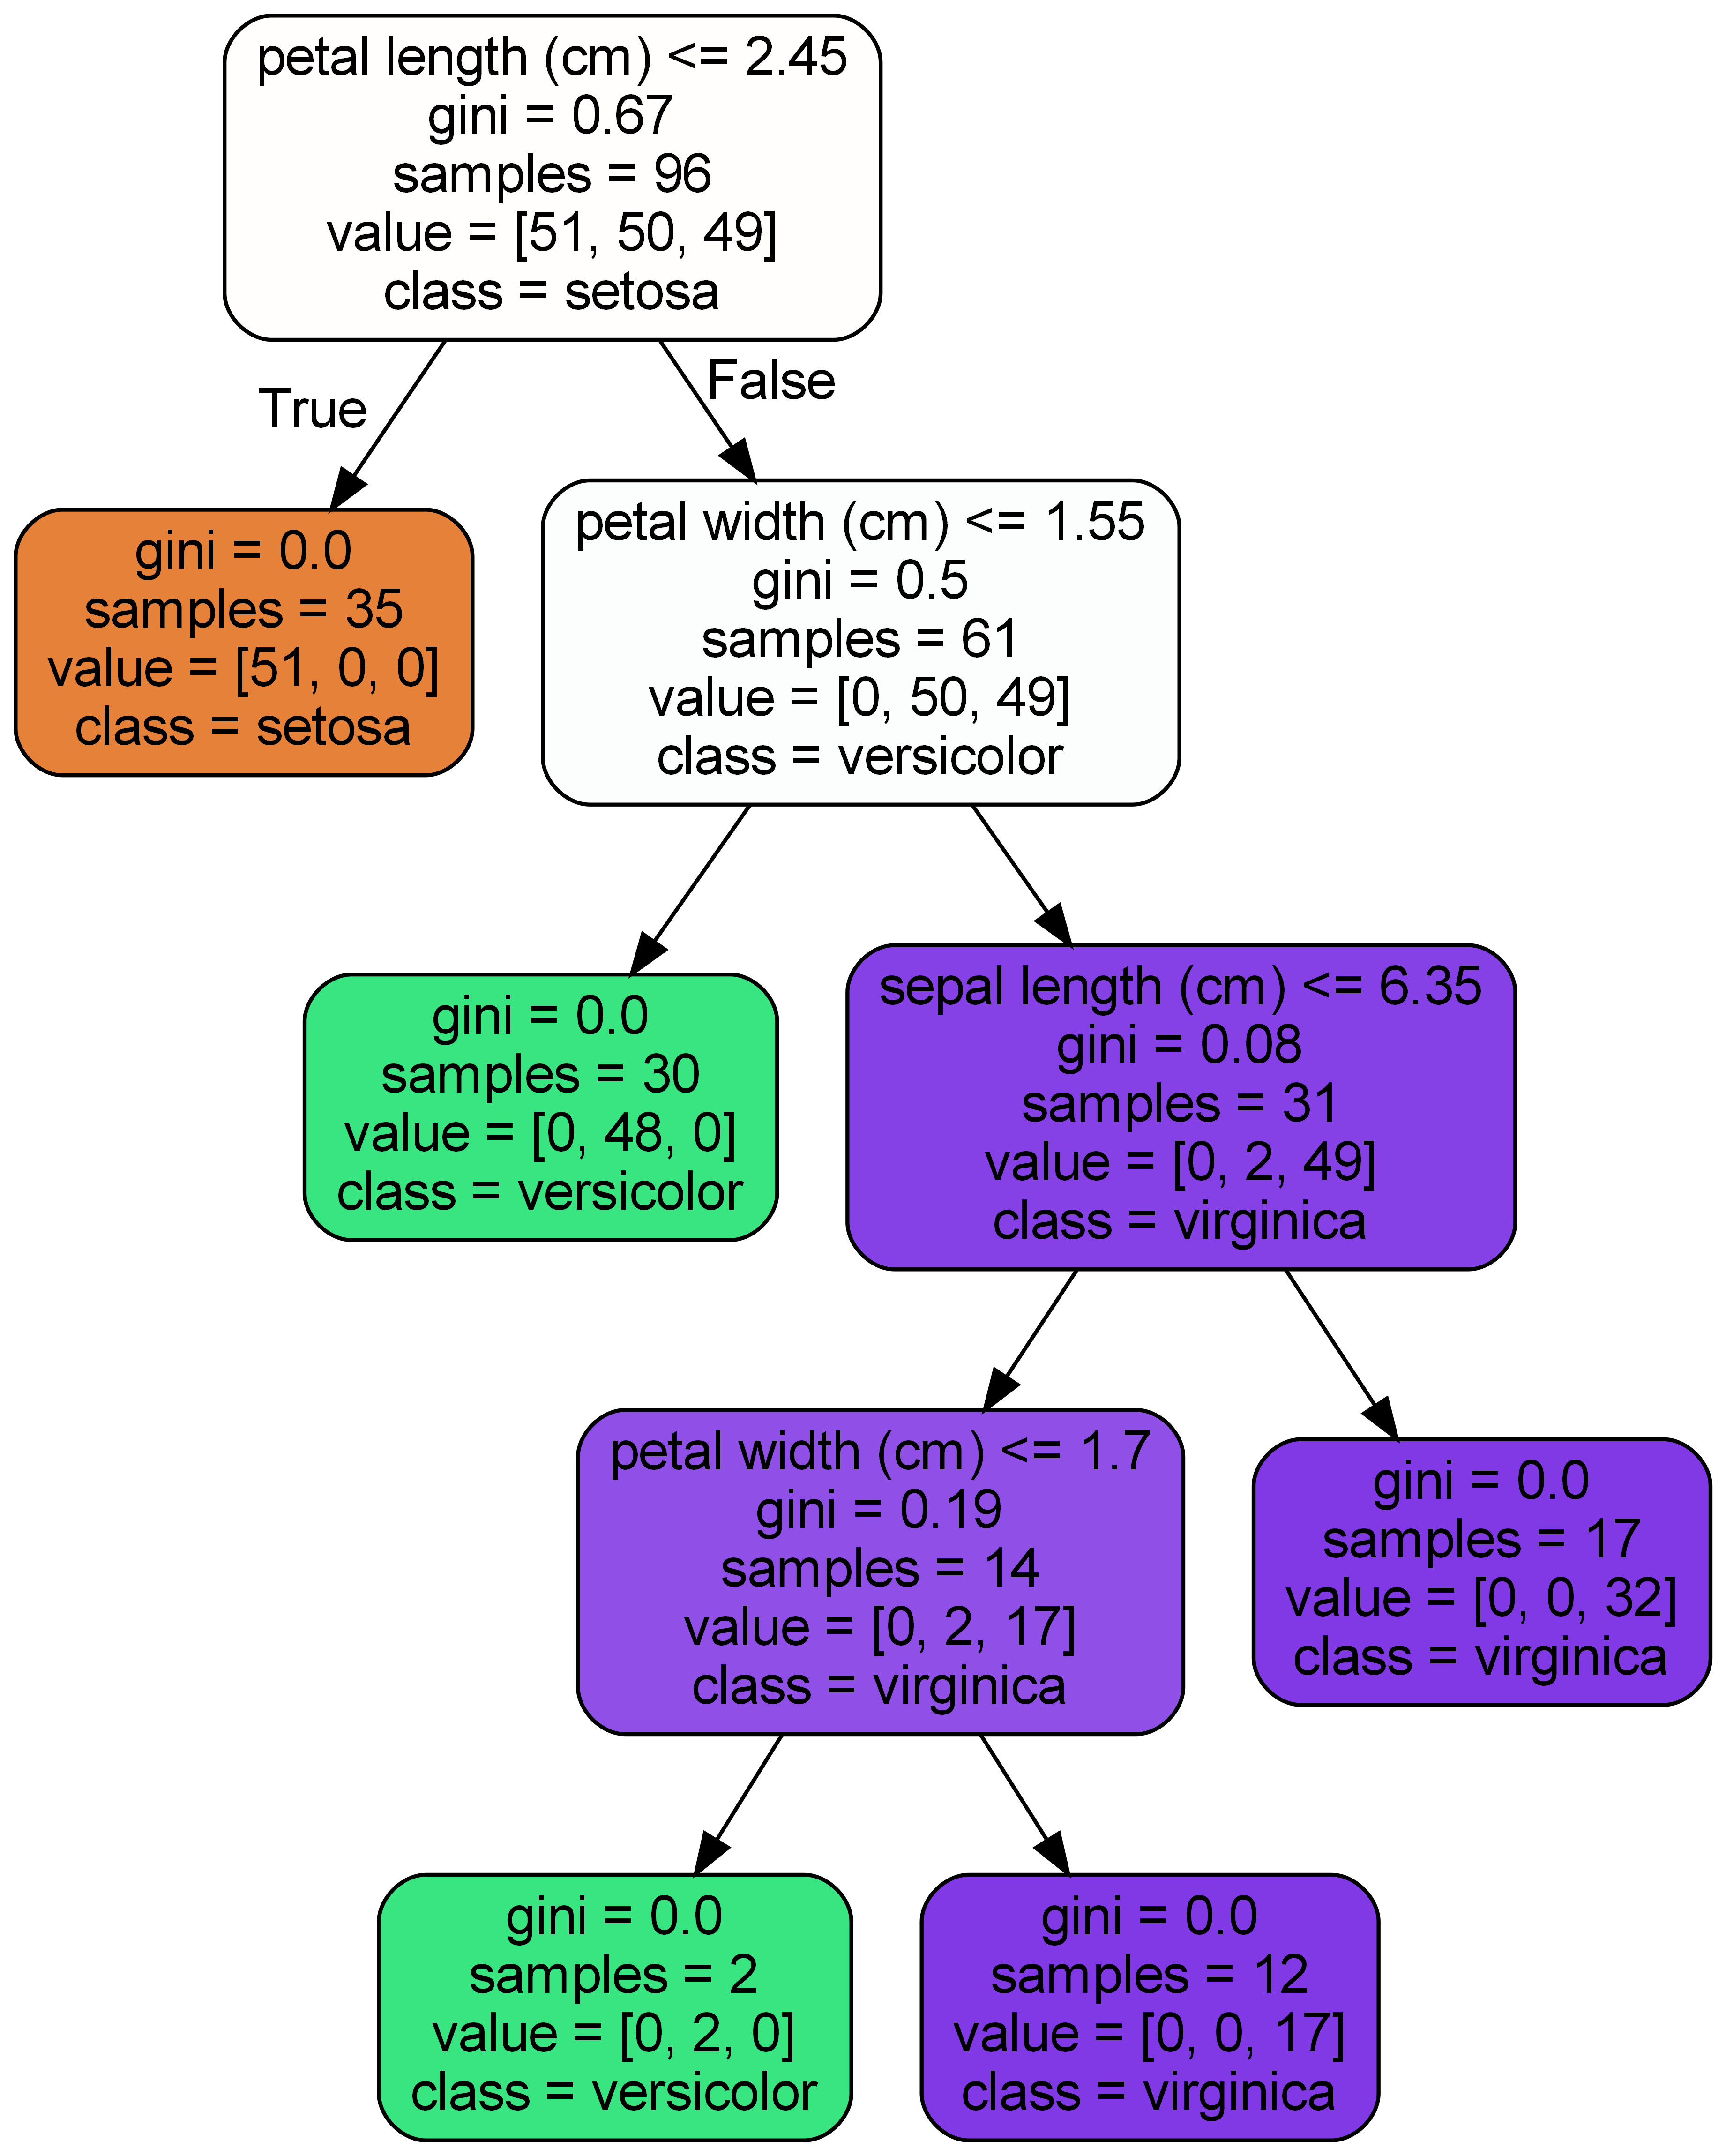 petal length (cm) <= 2.45
gini = 0.67
samples = 96
value = [51, 50, 49]
class = setosa
True
False
gini = 0.0
samples = 35
value = [51, 0, 0]
class = setosa
petal width (cm) <= 1.55
gini = 0.5
samples = 61
value = [0, 50, 49]
class = versicolor
gini = 0.0
samples = 30
value = [0, 48, 0]
class = versicolor
sepal length (cm) <= 6.35
gini = 0.08
samples = 31
value = [0, 2, 49]
class = virginica
petal width (cm) <= 1.7
gini = 0.19
samples = 14
value = [0, 2, 17]
class = virginica
gini = 0.0
samples = 17
value = [0, 0, 32]
class = virginica
gini = 0.0
samples = 2
value = [0, 2, 0]
class = versicolor
gini = 0.0
samples = 12
value = [0, 0, 17]
class = virginica